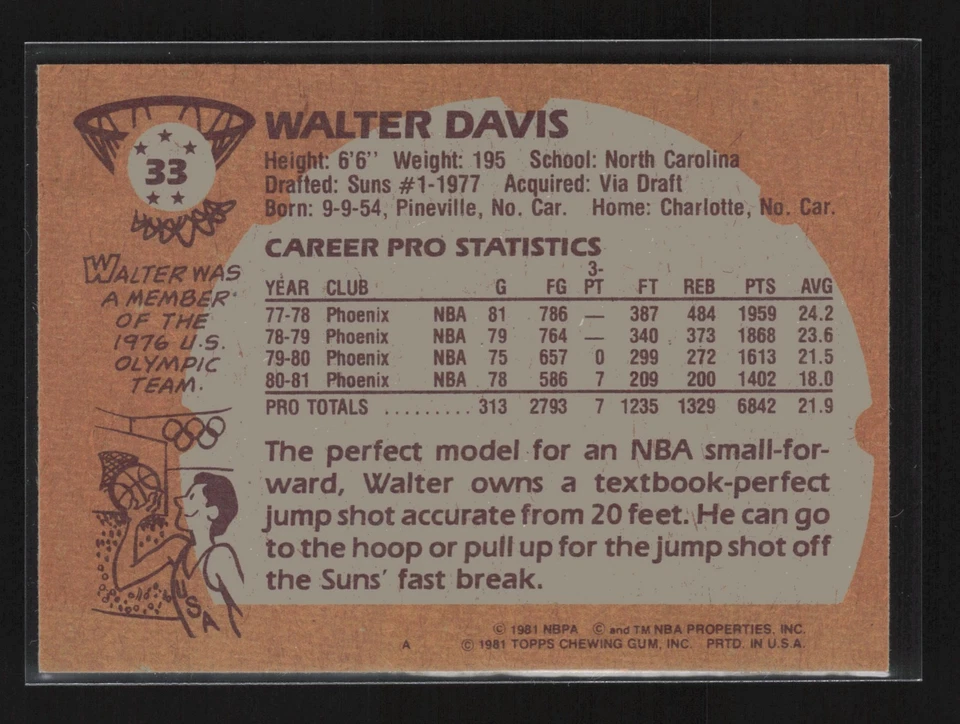 33
WALTER DAVIS
Height: 6'6'' Weight: 195 School: North Carolina
Drafted: Suns #1-1977 Acquired: Via Draft
Born: 9-9-54, Pineville, No. Car. Home: Charlotte, No. Car.
WALTER WAS
A MEMBER
OF THE
1976 U.S.
OLYMPIC
TEAM.
USA
CAREER PRO STATISTICS
YEAR CLUB G FG 3-PT FT REB PTS AVG
77-78 Phoenix NBA 81 786 — 387 484 1959 24.2
78-79 Phoenix NBA 79 764 — 340 373 1868 23.6
79-80 Phoenix NBA 75 657 0 299 272 1613 21.5
80-81 Phoenix NBA 78 586 7 209 200 1402 18.0
PRO TOTALS ......... 313 2793 7 1235 1329 6842 21.9
The perfect model for an NBA small-for-
ward, Walter owns a textbook-perfect
jump shot accurate from 20 feet. He can go
to the hoop or pull up for the jump shot off
the Suns' fast break.
© 1981 NBPA © and TM NBA PROPERTIES, INC.
A © 1981 TOPPS CHEWING GUM, INC. PRTD. IN U.S.A.